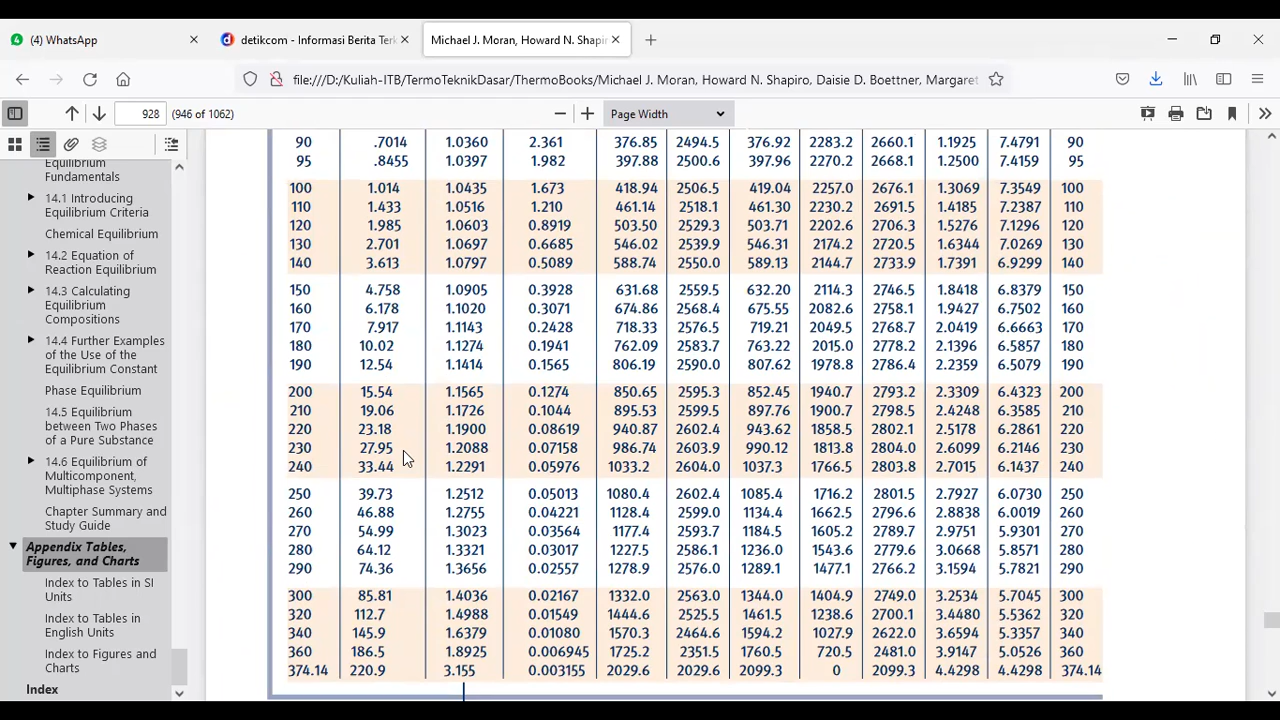 (4) WhatsApp
detikcom - Informasi Berita Terk
Michael J. Moran, Howard N. Shapir
file:///D:/Kuliah-ITB/TermoTeknikDasar/ThermoBooks/Michael J. Moran, Howard N. Shapiro, Daisie D. Boettner, Margaret
928 (946 of 1062)
Page Width
Equilibrium
Fundamentals
14.1 Introducing
Equilibrium Criteria
Chemical Equilibrium
14.2 Equation of
Reaction Equilibrium
14.3 Calculating
Equilibrium
Compositions
14.4 Further Examples
of the Use of the
Equilibrium Constant
Phase Equilibrium
14.5 Equilibrium
between Two Phases
of a Pure Substance
14.6 Equilibrium of
Multicomponent,
Multiphase Systems
Chapter Summary and
Study Guide
Appendix Tables,
Figures, and Charts
Index to Tables in SI
Units
Index to Tables in
English Units
Index to Figures and
Charts
Index
90 .7014 1.0360 2.361 376.85 2494.5 376.92 2283.2 2660.1 1.1925 7.4791 90
95 .8455 1.0397 1.982 397.88 2500.6 397.96 2270.2 2668.1 1.2500 7.4159 95
100 1.014 1.0435 1.673 418.94 2506.5 419.04 2257.0 2676.1 1.3069 7.3549 100
110 1.433 1.0516 1.210 461.14 2518.1 461.30 2230.2 2691.5 1.4185 7.2387 110
120 1.985 1.0603 0.8919 503.50 2529.3 503.71 2202.6 2706.3 1.5276 7.1296 120
130 2.701 1.0697 0.6685 546.02 2539.9 546.31 2174.2 2720.5 1.6344 7.0269 130
140 3.613 1.0797 0.5089 588.74 2550.0 589.13 2144.7 2733.9 1.7391 6.9299 140
150 4.758 1.0905 0.3928 631.68 2559.5 632.20 2114.3 2746.5 1.8418 6.8379 150
160 6.178 1.1020 0.3071 674.86 2568.4 675.55 2082.6 2758.1 1.9427 6.7502 160
170 7.917 1.1143 0.2428 718.33 2576.5 719.21 2049.5 2768.7 2.0419 6.6663 170
180 10.02 1.1274 0.1941 762.09 2583.7 763.22 2015.0 2778.2 2.1396 6.5857 180
190 12.54 1.1414 0.1565 806.19 2590.0 807.62 1978.8 2786.4 2.2359 6.5079 190
200 15.54 1.1565 0.1274 850.65 2595.3 852.45 1940.7 2793.2 2.3309 6.4323 200
210 19.06 1.1726 0.1044 895.53 2599.5 897.76 1900.7 2798.5 2.4248 6.3585 210
220 23.18 1.1900 0.08619 940.87 2602.4 943.62 1858.5 2802.1 2.5178 6.2861 220
230 27.95 1.2088 0.07158 986.74 2603.9 990.12 1813.8 2804.0 2.6099 6.2146 230
240 33.44 1.2291 0.05976 1033.2 2604.0 1037.3 1766.5 2803.8 2.7015 6.1437 240
250 39.73 1.2512 0.05013 1080.4 2602.4 1085.4 1716.2 2801.5 2.7927 6.0730 250
260 46.88 1.2755 0.04221 1128.4 2599.0 1134.4 1662.5 2796.6 2.8838 6.0019 260
270 54.99 1.3023 0.03564 1177.4 2593.7 1184.5 1605.2 2789.7 2.9751 5.9301 270
280 64.12 1.3321 0.03017 1227.5 2586.1 1236.0 1543.6 2779.6 3.0668 5.8571 280
290 74.36 1.3656 0.02557 1278.9 2576.0 1289.1 1477.1 2766.2 3.1594 5.7821 290
300 85.81 1.4036 0.02167 1332.0 2563.0 1344.0 1404.9 2749.0 3.2534 5.7045 300
320 112.7 1.4988 0.01549 1444.6 2525.5 1461.5 1238.6 2700.1 3.4480 5.5362 320
340 145.9 1.6379 0.01080 1570.3 2464.6 1594.2 1027.9 2622.0 3.6594 5.3357 340
360 186.5 1.8925 0.006945 1725.2 2351.5 1760.5 720.5 2481.0 3.9147 5.0526 360
374.14 220.9 3.155 0.003155 2029.6 2029.6 2099.3 0 2099.3 4.4298 4.4298 374.14